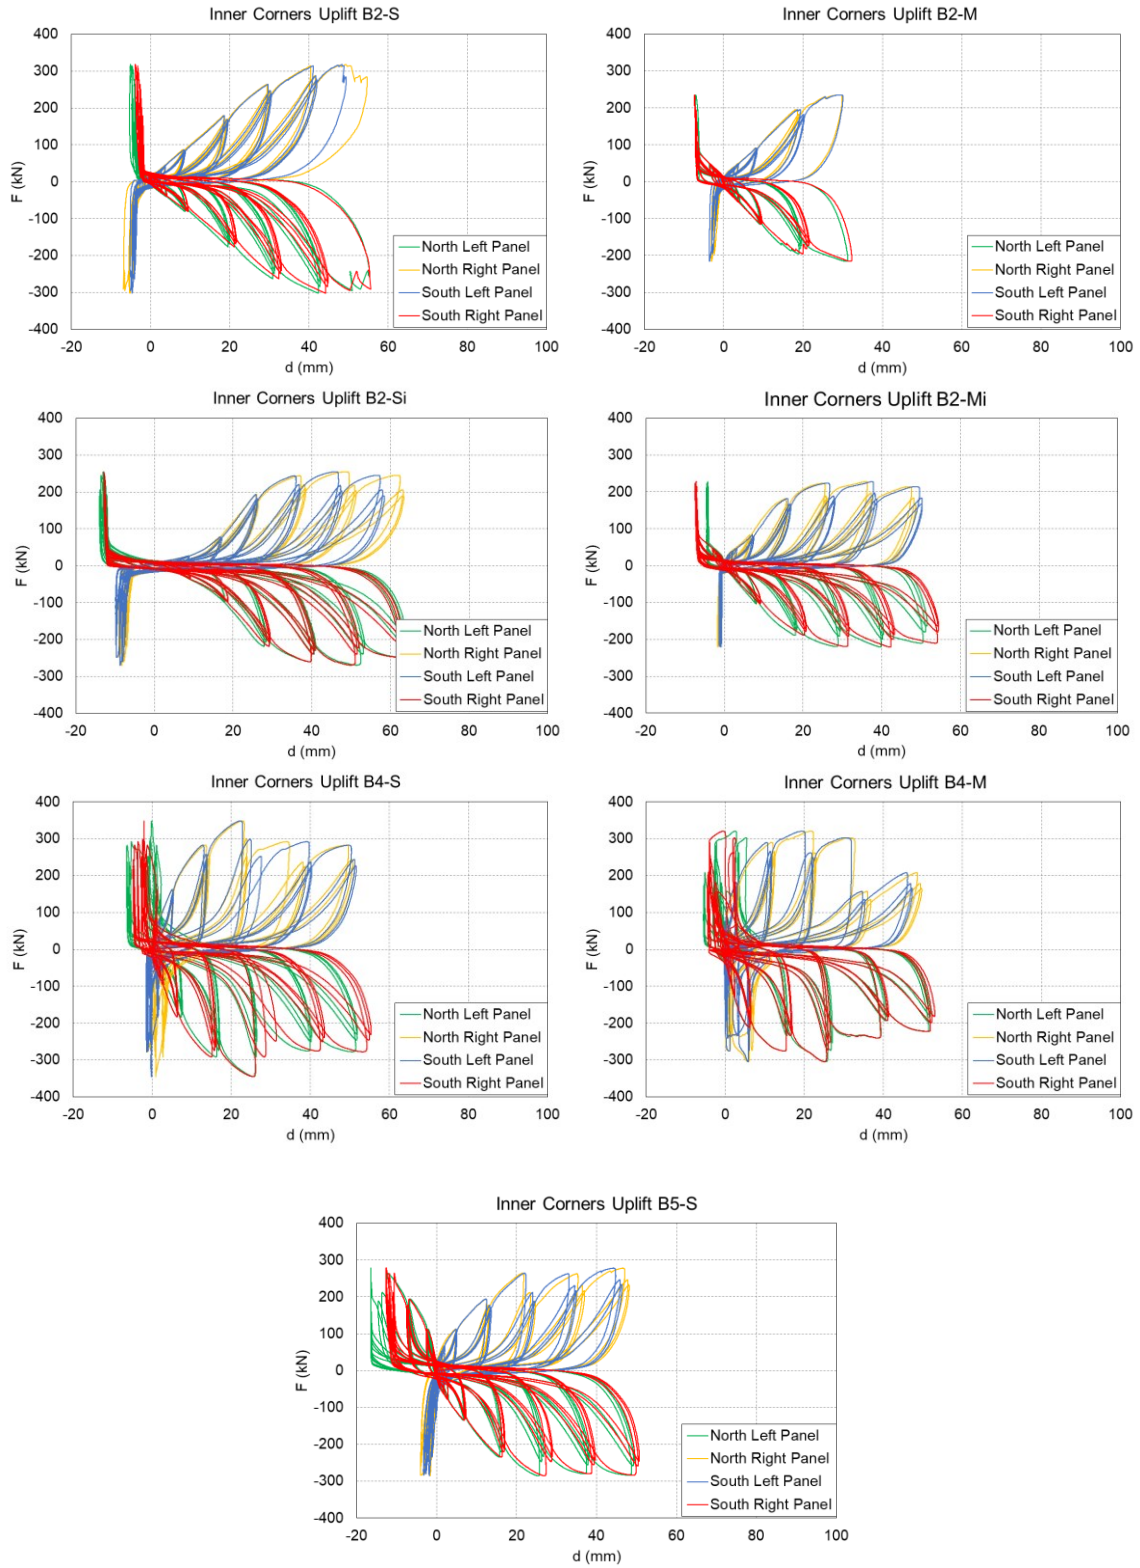 Inner Corners Uplift B2-S
400
300
200
100
0
-100
-200
-300
-400
F (kN)
-20 0 20 40 60 80 100
d (mm)
North Left Panel
North Right Panel
South Left Panel
South Right Panel
Inner Corners Uplift B2-M
400
300
200
100
0
-100
-200
-300
-400
F (kN)
-20 0 20 40 60 80 100
d (mm)
North Left Panel
North Right Panel
South Left Panel
South Right Panel
Inner Corners Uplift B2-Si
400
300
200
100
0
-100
-200
-300
-400
F (kN)
-20 0 20 40 60 80 100
d (mm)
North Left Panel
North Right Panel
South Left Panel
South Right Panel
Inner Corners Uplift B2-Mi
400
300
200
100
0
-100
-200
-300
-400
F (kN)
-20 0 20 40 60 80 100
d (mm)
North Left Panel
North Right Panel
South Left Panel
South Right Panel
Inner Corners Uplift B4-S
400
300
200
100
0
-100
-200
-300
-400
F (kN)
-20 0 20 40 60 80 100
d (mm)
North Left Panel
North Right Panel
South Left Panel
South Right Panel
Inner Corners Uplift B4-M
400
300
200
100
0
-100
-200
-300
-400
F (kN)
-20 0 20 40 60 80 100
d (mm)
North Left Panel
North Right Panel
South Left Panel
South Right Panel
Inner Corners Uplift B5-S
400
300
200
100
0
-100
-200
-300
-400
F (kN)
-20 0 20 40 60 80 100
d (mm)
North Left Panel
North Right Panel
South Left Panel
South Right Panel